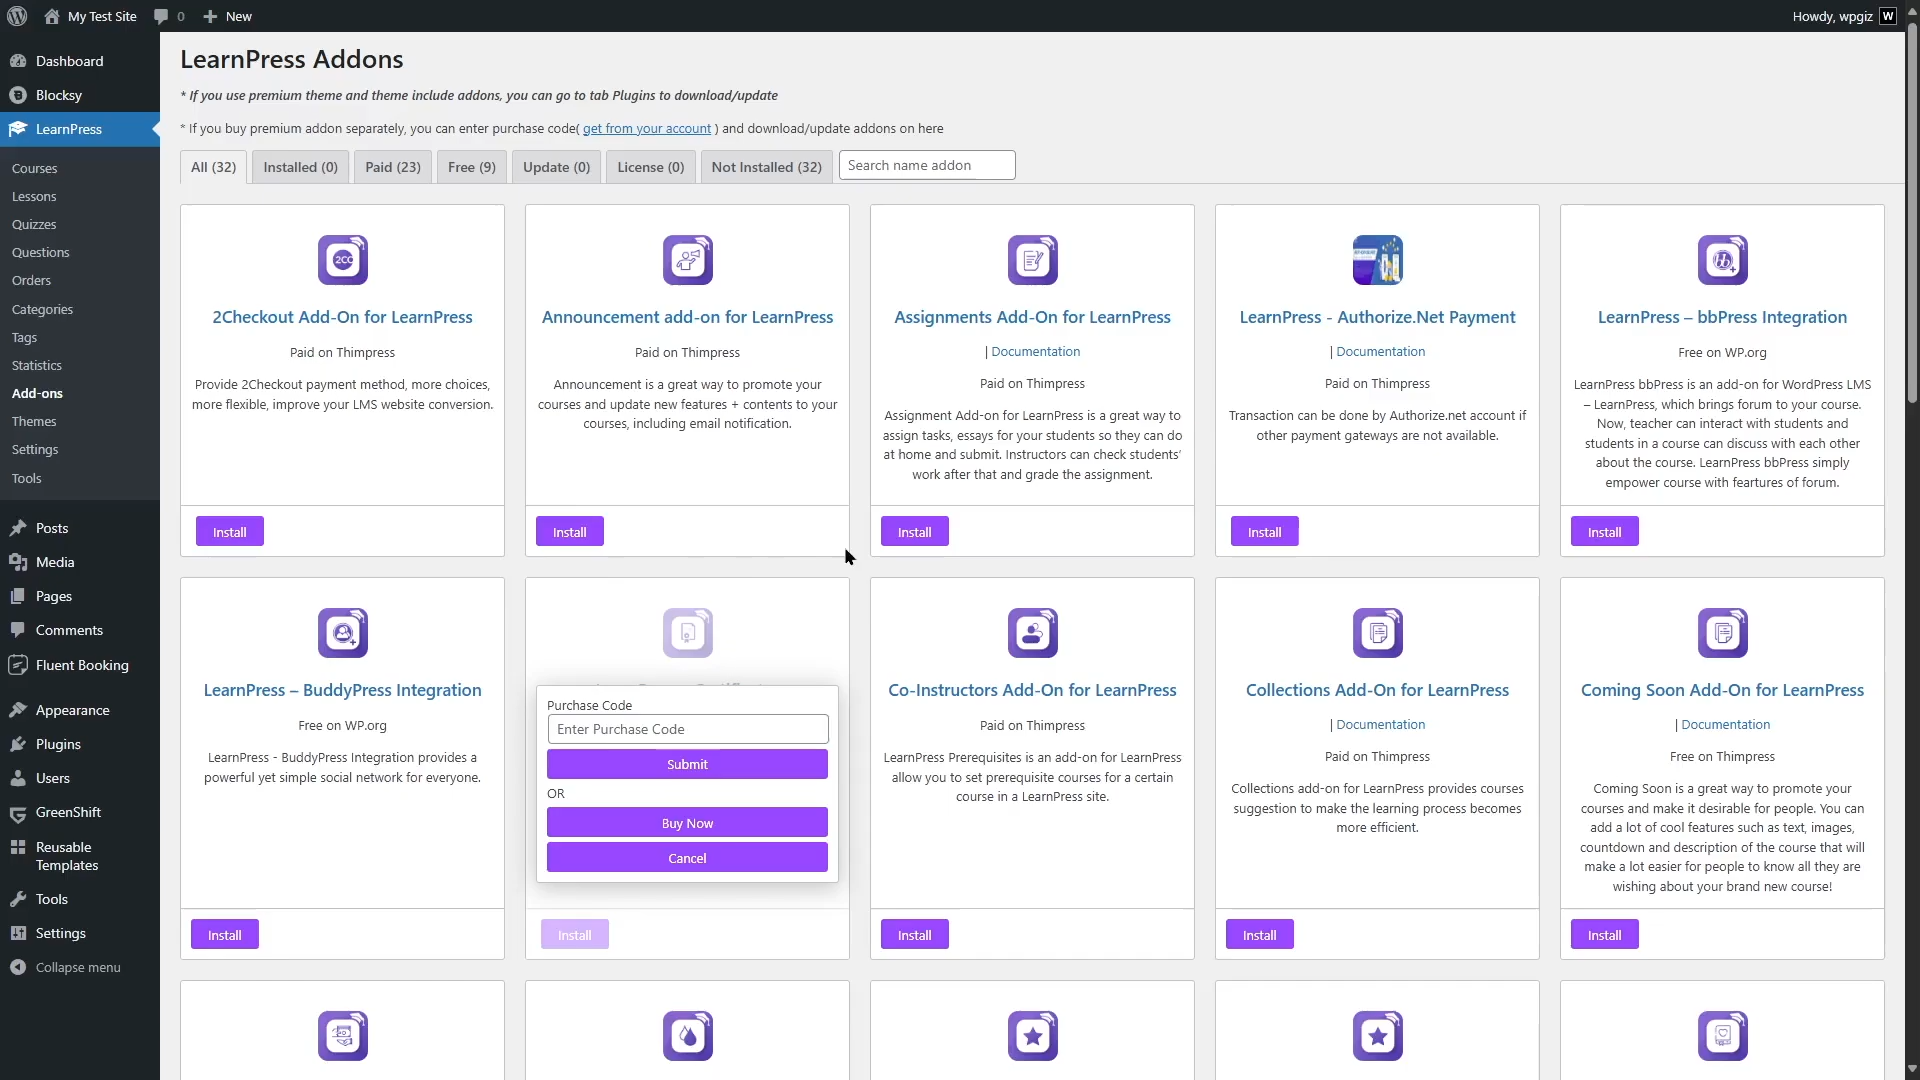 My Test Site
0
New
Howdy, wpgiz
W
Dashboard
Blocksy
LearnPress
Courses
Lessons
Quizzes
Questions
Orders
Categories
Tags
Statistics
Add-ons
Themes
Settings
Tools
Posts
Media
Pages
Comments
Fluent Booking
Appearance
Plugins
Users
GreenShift
Reusable
Templates
Tools
Settings
Collapse menu
LearnPress Addons
* If you use premium theme and theme include addons, you can go to tab Plugins to download/update
* If you buy premium addon separately, you can enter purchase code( get from your account ) and download/update addons on here
All (32)
Installed (0)
Paid (23)
Free (9)
Update (0)
License (0)
Not Installed (32)
Search name addon
2CO
2Checkout Add-On for LearnPress
Paid on Thimpress
Provide 2Checkout payment method, more choices,
more flexible, improve your LMS website conversion.
Install
Announcement add-on for LearnPress
Paid on Thimpress
Announcement is a great way to promote your
courses and update new features + contents to your
courses, including email notification.
Install
Assignments Add-On for LearnPress
| Documentation
Paid on Thimpress
Assignment Add-on for LearnPress is a great way to
assign tasks, essays for your students so they can do
at home and submit. Instructors can check students’
work after that and grade the assignment.
Install
LearnPress - Authorize.Net Payment
| Documentation
Paid on Thimpress
Transaction can be done by Authorize.net account if
other payment gateways are not available.
Install
LearnPress – bbPress Integration
Free on WP.org
LearnPress bbPress is an add-on for WordPress LMS
– LearnPress, which brings forum to your course.
Now, teacher can interact with students and
students in a course can discuss with each other
about the course. LearnPress bbPress simply
empower course with feartures of forum.
Install
LearnPress – BuddyPress Integration
Free on WP.org
LearnPress - BuddyPress Integration provides a
powerful yet simple social network for everyone.
Install
Purchase Code
Enter Purchase Code
Submit
OR
Buy Now
Cancel
Install
Co-Instructors Add-On for LearnPress
Paid on Thimpress
LearnPress Prerequisites is an add-on for LearnPress
allow you to set prerequisite courses for a certain
course in a LearnPress site.
Install
Collections Add-On for LearnPress
| Documentation
Paid on Thimpress
Collections add-on for LearnPress provides courses
suggestion to make the learning process becomes
more efficient.
Install
Coming Soon Add-On for LearnPress
| Documentation
Free on Thimpress
Coming Soon is a great way to promote your
courses and make it desirable for people. You can
add a lot of cool features such as text, images,
countdown and description of the course that will
make a lot easier for people to know all they are
wishing about your brand new course!
Install